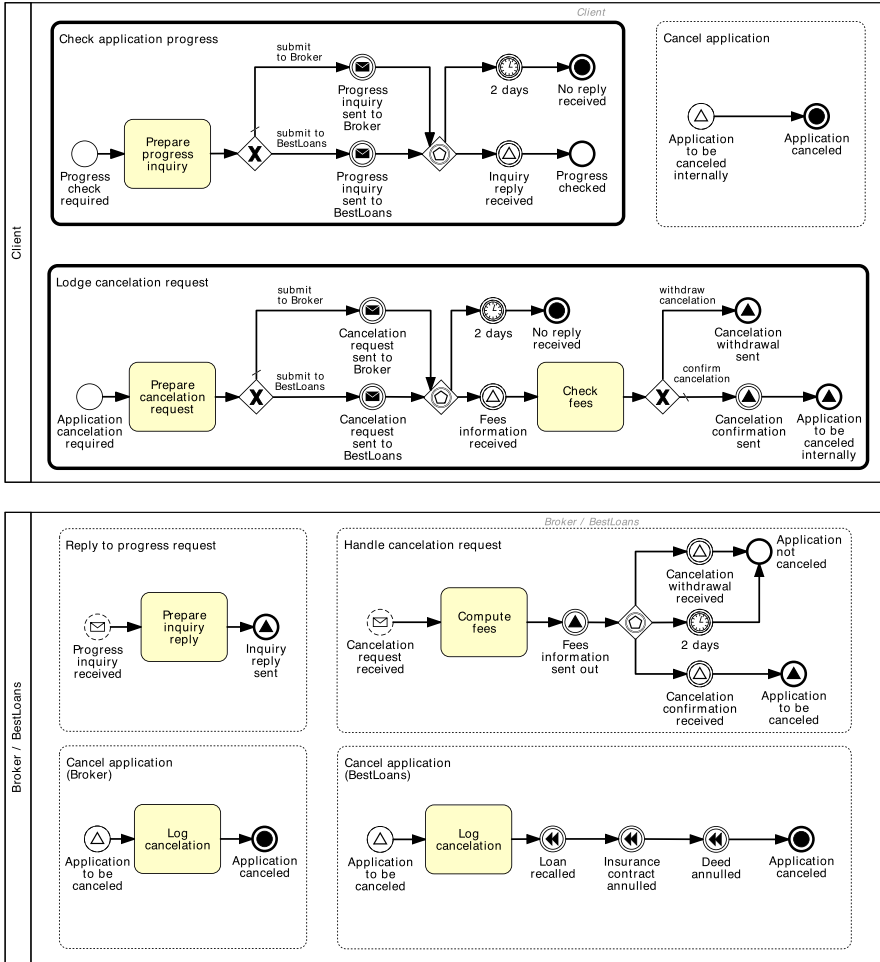 Client
Client
Check application progress
submit
to Broker
Progress
inquiry
sent to
Broker
2 days
No reply
received
Progress
check
required
Prepare
progress
inquiry
submit to
BestLoans
Progress
inquiry
sent to
BestLoans
Inquiry
reply
received
Progress
checked
Cancel application
Application
to be
canceled
internally
Application
canceled
Lodge cancelation request
submit
to Broker
Cancelation
request
sent to
Broker
2 days
No reply
received
withdraw
cancelation
Cancelation
withdrawal
sent
Application
cancelation
required
Prepare
cancelation
request
submit to
BestLoans
Cancelation
request
sent to
BestLoans
Fees
information
received
Check
fees
confirm
cancelation
Cancelation
confirmation
sent
Application
to be
canceled
internally
Broker / BestLoans
Broker / BestLoans
Reply to progress request
Progress
inquiry
received
Prepare
inquiry
reply
Inquiry
reply
sent
Handle cancelation request
Cancelation
request
received
Compute
fees
Fees
information
sent out
Cancelation
withdrawal
received
Application
not
canceled
2 days
Cancelation
confirmation
received
Application
to be
canceled
Cancel application
(Broker)
Application
to be
canceled
Log
cancelation
Application
canceled
Cancel application
(BestLoans)
Application
to be
canceled
Log
cancelation
Loan
recalled
Insurance
contract
annulled
Deed
annulled
Application
canceled